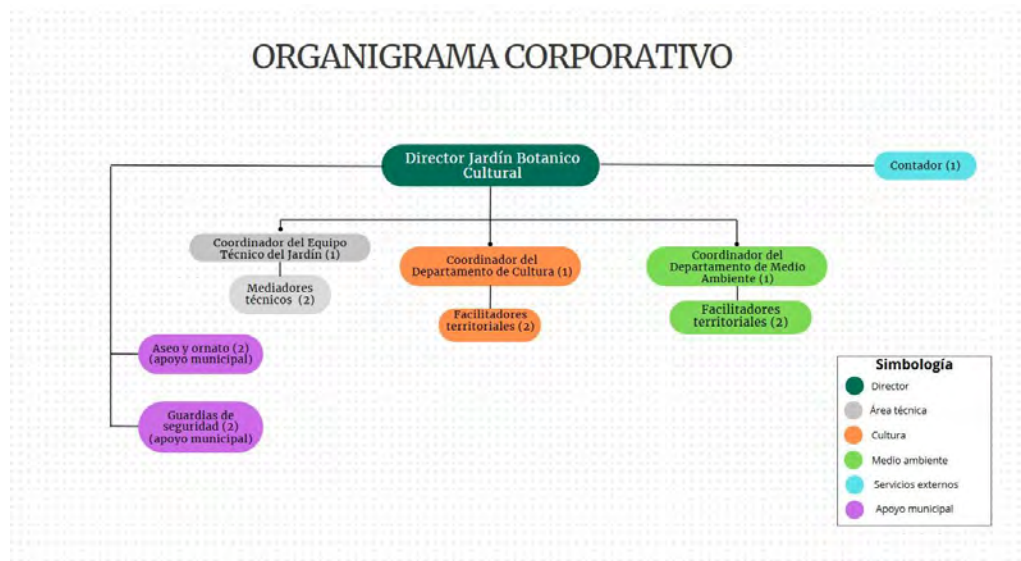 ORGANIGRAMA CORPORATIVO
Director Jardín Botanico
Cultural
Contador (1)
Coordinador del Equipo
Técnico del Jardín (1)
Mediadores
técnicos (2)
Coordinador del
Departamento de Cultura (1)
Facilitadores
territoriales (2)
Coordinador del
Departamento de Medio
Ambiente (1)
Facilitadores
territoriales (2)
Aseo y ornato (2)
(apoyo municipal)
Guardias de
seguridad (2)
(apoyo municipal)
Simbología
Director
Área técnica
Cultura
Medio ambiente
Servicios externos
Apoyo municipal